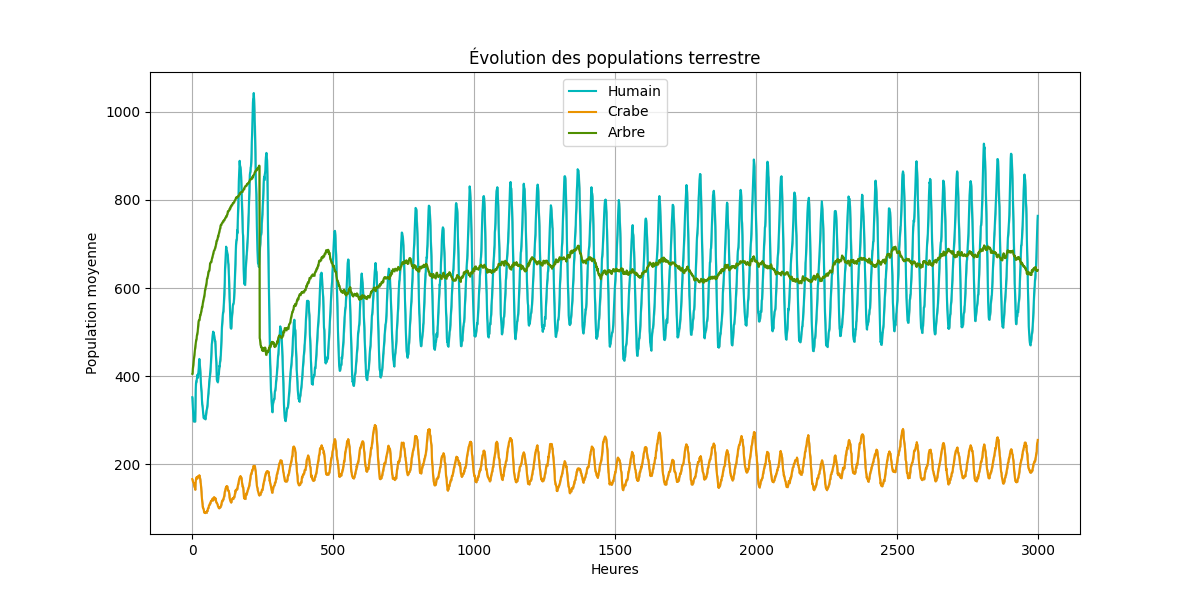 Évolution des populations terrestre
Humain
Crabe
Arbre
Population moyenne
1000
800
600
400
200
0 500 1000 1500 2000 2500 3000
Heures